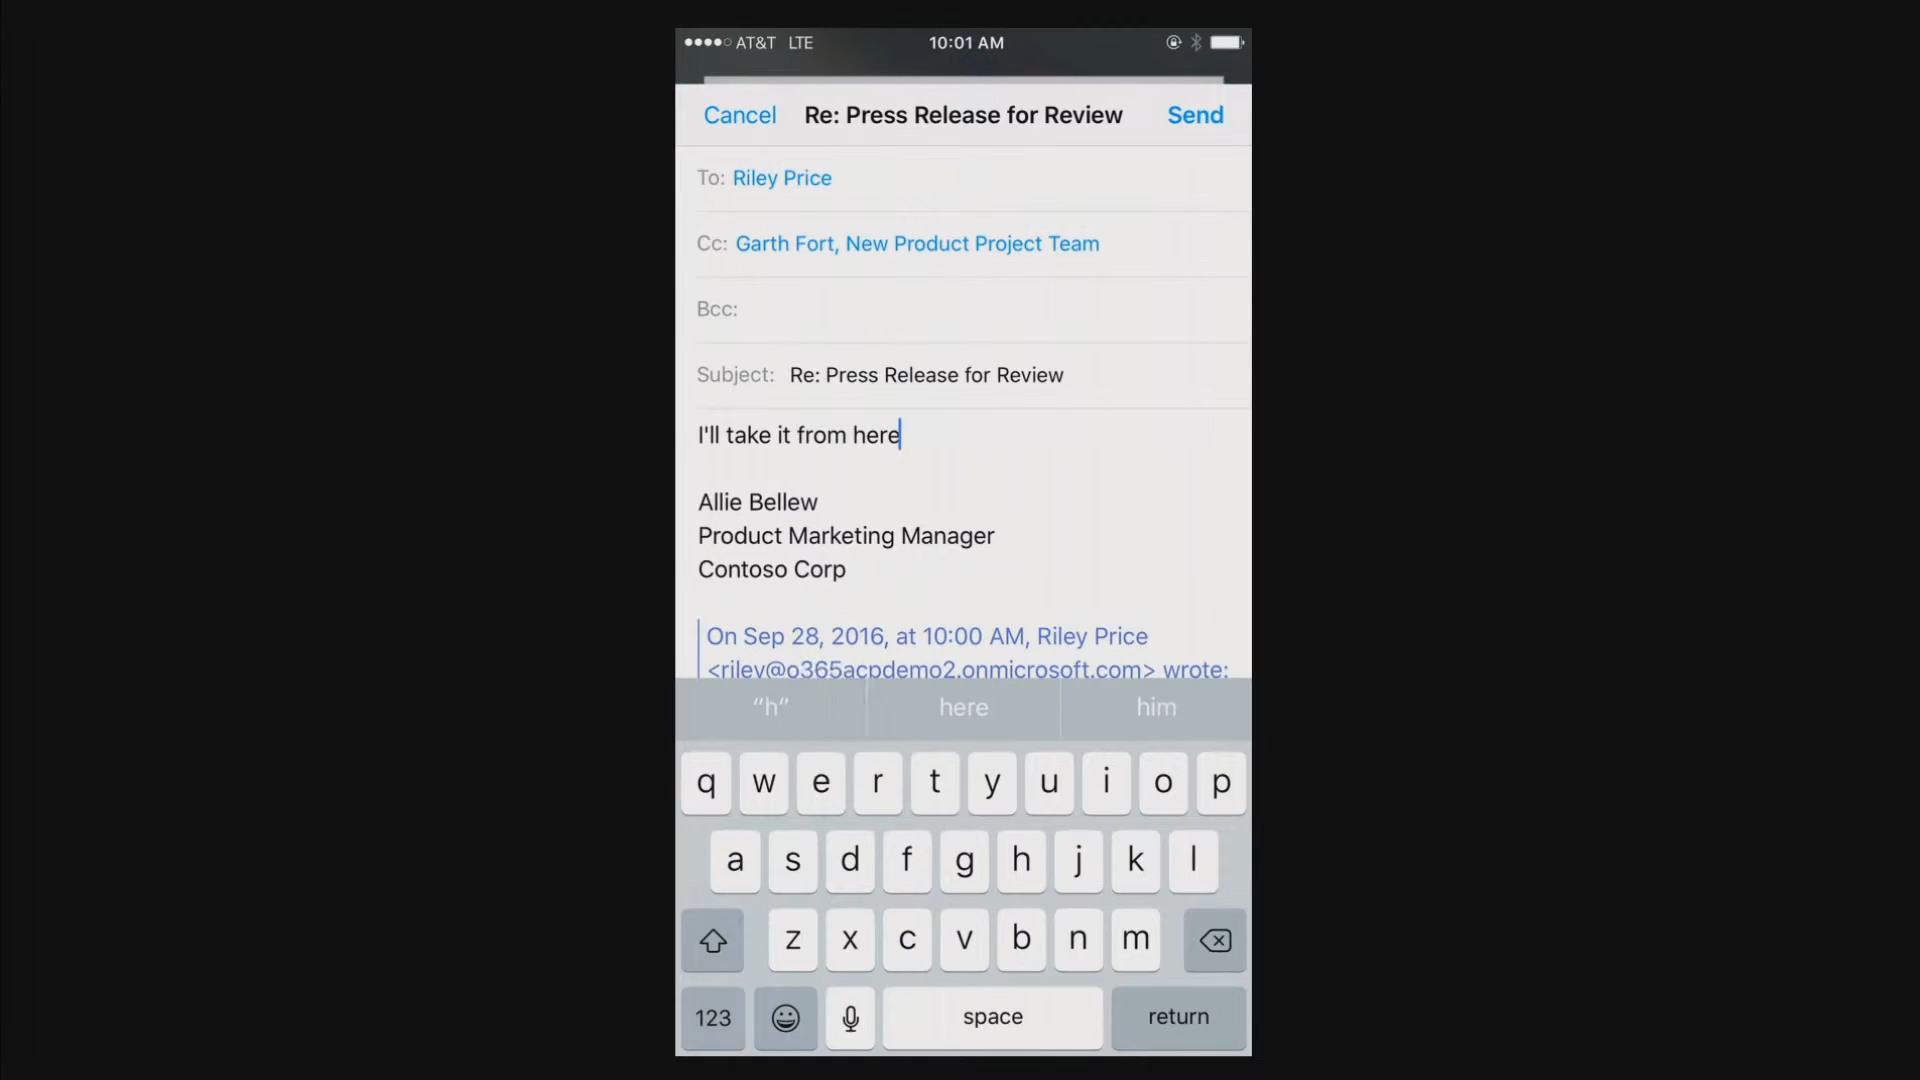 AT&T LTE 10:01 AM
Cancel Re: Press Release for Review Send
To: Riley Price
Cc: Garth Fort, New Product Project Team
Bcc:
Subject: Re: Press Release for Review
I'll take it from here
Allie Bellew
Product Marketing Manager
Contoso Corp
On Sep 28, 2016, at 10:00 AM, Riley Price
<riley@o365acpdemo2.onmicrosoft.com> wrote:
“h” here him
q w e r t y u i o p
a s d f g h j k l
z x c v b n m
123 space return